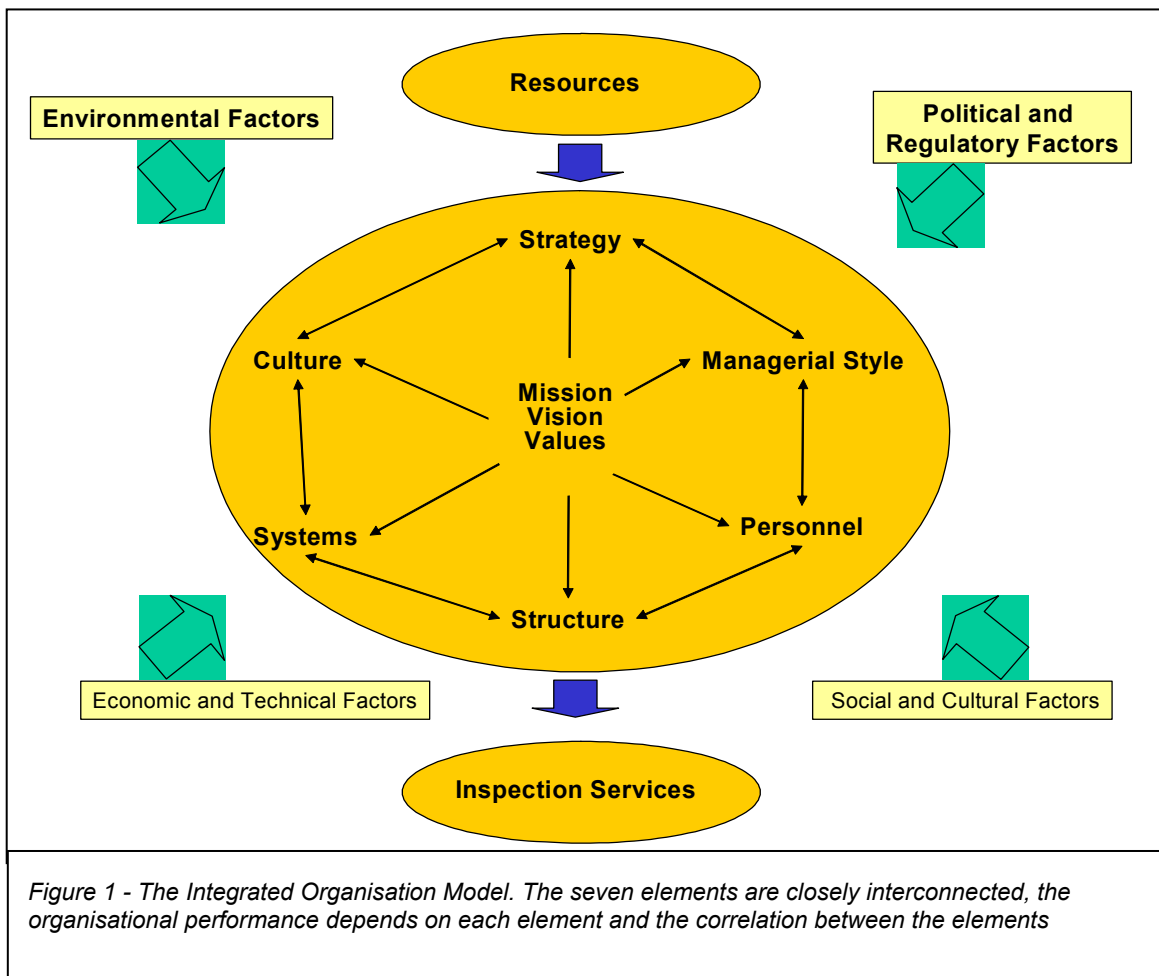 Resources
Environmental Factors
Political and
Regulatory Factors
Strategy
Culture
Managerial Style
Mission
Vision
Values
Systems
Personnel
Structure
Economic and Technical Factors
Social and Cultural Factors
Inspection Services
Figure 1 - The Integrated Organisation Model. The seven elements are closely interconnected, the
organisational performance depends on each element and the correlation between the elements